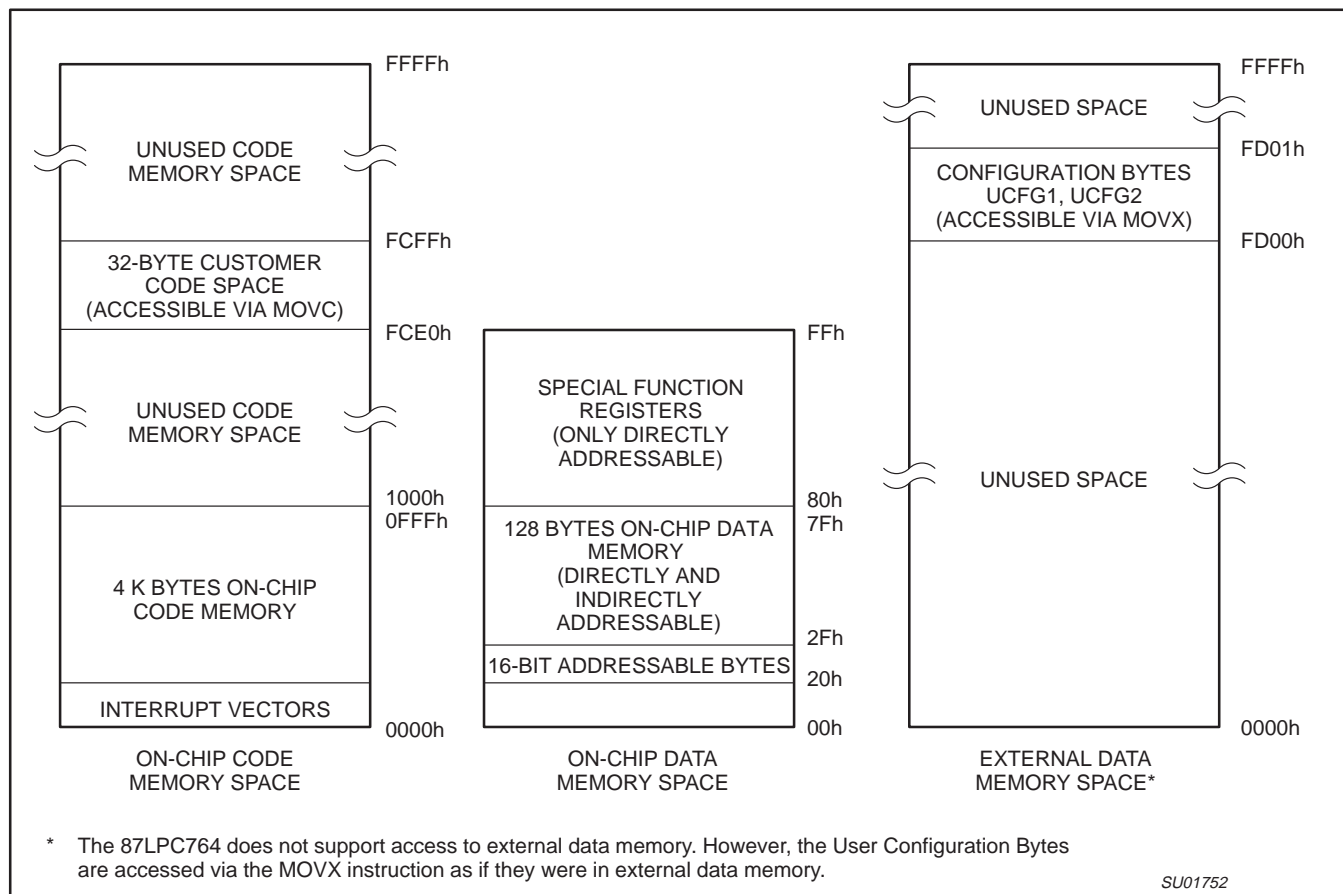 FFFFh
UNUSED CODE
MEMORY SPACE
FCFFh
32-BYTE CUSTOMER
CODE SPACE
(ACCESSIBLE VIA MOVC)
FCE0h
UNUSED CODE
MEMORY SPACE
1000h
0FFFh
4 K BYTES ON-CHIP
CODE MEMORY
INTERRUPT VECTORS
0000h
ON-CHIP CODE
MEMORY SPACE
FFh
SPECIAL FUNCTION
REGISTERS
(ONLY DIRECTLY
ADDRESSABLE)
80h
7Fh
128 BYTES ON-CHIP DATA
MEMORY
(DIRECTLY AND
INDIRECTLY
ADDRESSABLE)
2Fh
16-BIT ADDRESSABLE BYTES
20h
00h
ON-CHIP DATA
MEMORY SPACE
FFFFh
UNUSED SPACE
FD01h
CONFIGURATION BYTES
UCFG1, UCFG2
(ACCESSIBLE VIA MOVX)
FD00h
UNUSED SPACE
0000h
EXTERNAL DATA
MEMORY SPACE*
* The 87LPC764 does not support access to external data memory. However, the User Configuration Bytes
are accessed via the MOVX instruction as if they were in external data memory.
SU01752